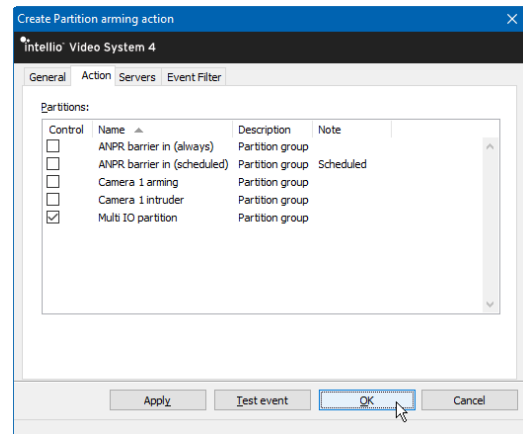 Create Partition arming action
intellio Video System 4
General Action Servers Event Filter
Partitions:
Control Name Description Note
ANPR barrier in (always) Partition group
ANPR barrier in (scheduled) Partition group Scheduled
Camera 1 arming Partition group
Camera 1 intruder Partition group
Multi IO partition Partition group
Apply Test event OK Cancel